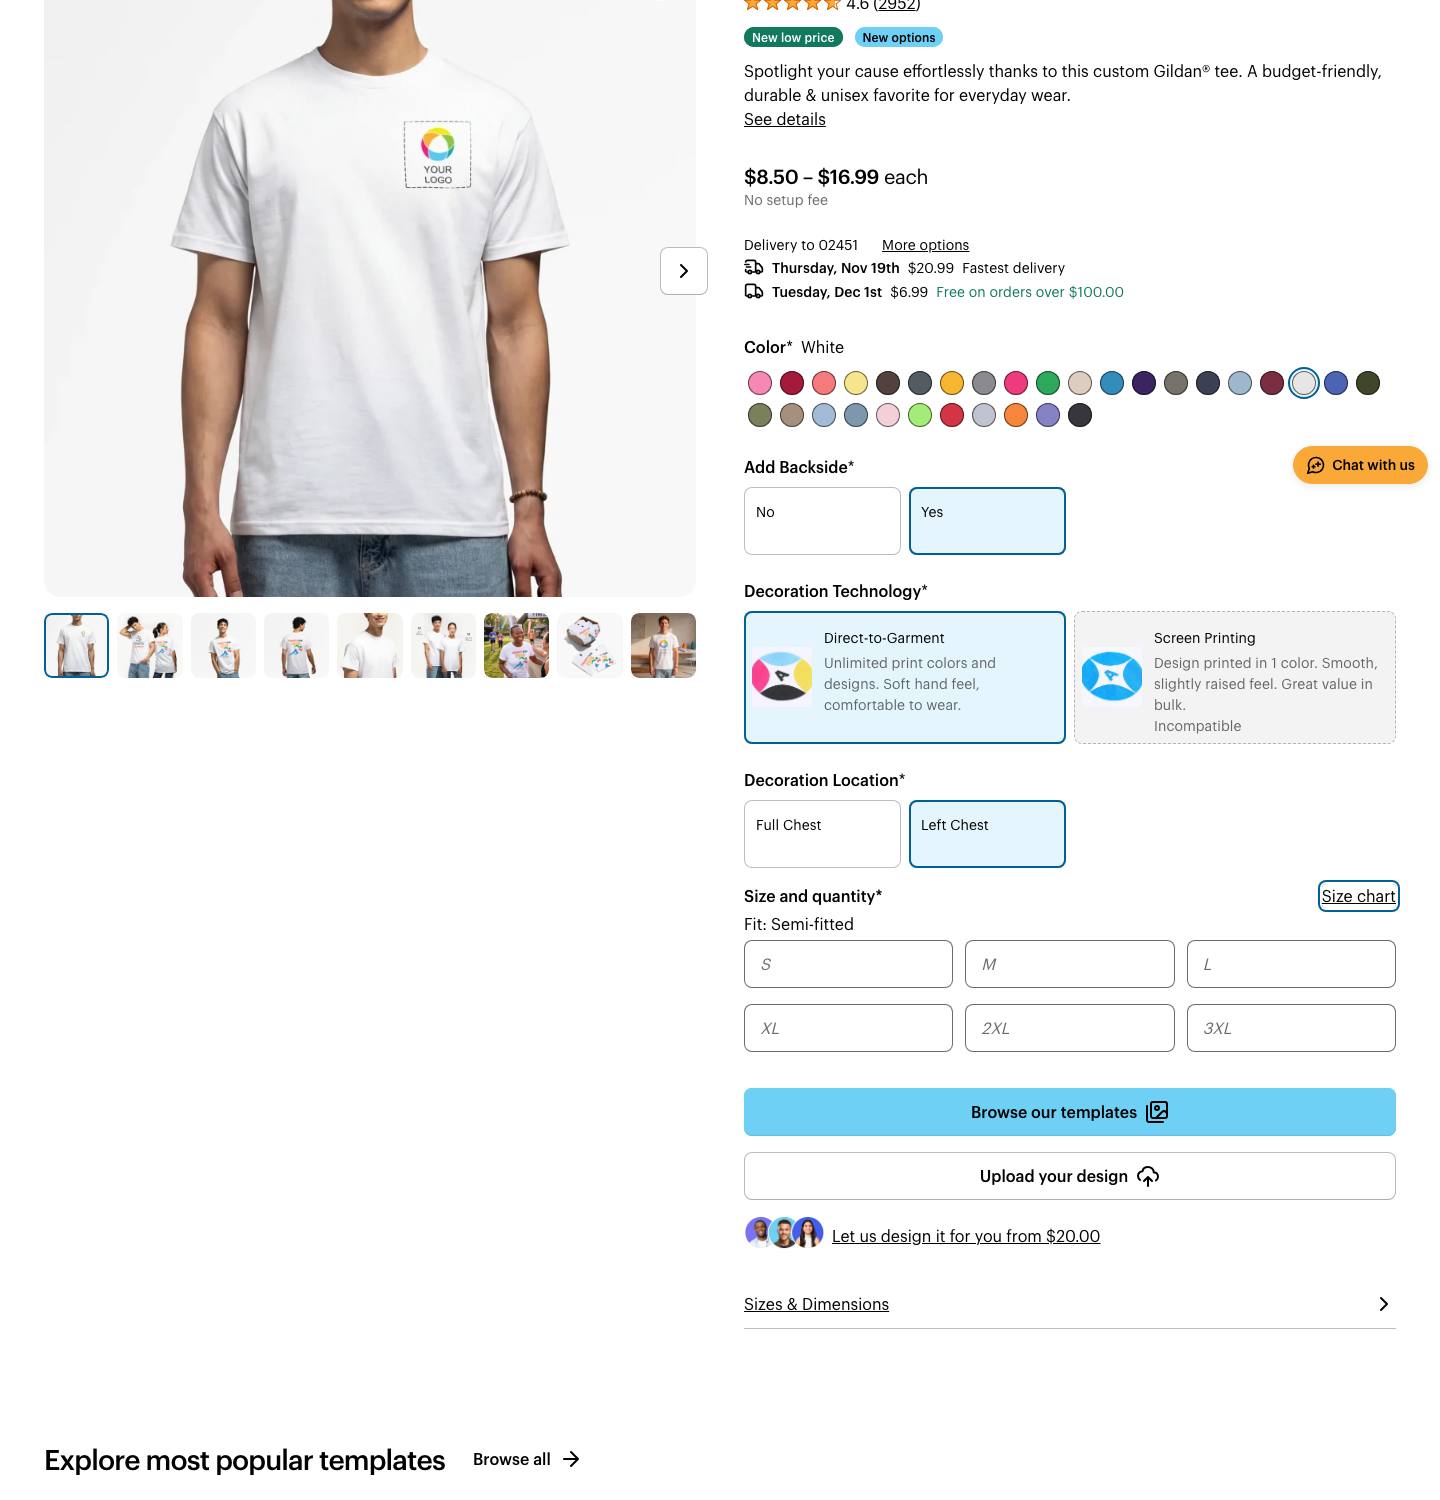 4.6 (2952)
New low price
New options
Spotlight your cause effortlessly thanks to this custom Gildan® tee. A budget-friendly,
durable & unisex favorite for everyday wear.
See details
YOUR
LOGO
$8.50 – $16.99 each
No setup fee
Delivery to 02451 More options
Thursday, Nov 19th $20.99 Fastest delivery
Tuesday, Dec 1st $6.99 Free on orders over $100.00
Color* White
Chat with us
Add Backside*
No
Yes
Decoration Technology*
Direct-to-Garment
Unlimited print colors and
designs. Soft hand feel,
comfortable to wear.
Screen Printing
Design printed in 1 color. Smooth,
slightly raised feel. Great value in
bulk.
Incompatible
Decoration Location*
Full Chest
Left Chest
Size and quantity*
Size chart
Fit: Semi-fitted
S
M
L
XL
2XL
3XL
Browse our templates
Upload your design
Let us design it for you from $20.00
Sizes & Dimensions
Explore most popular templates
Browse all